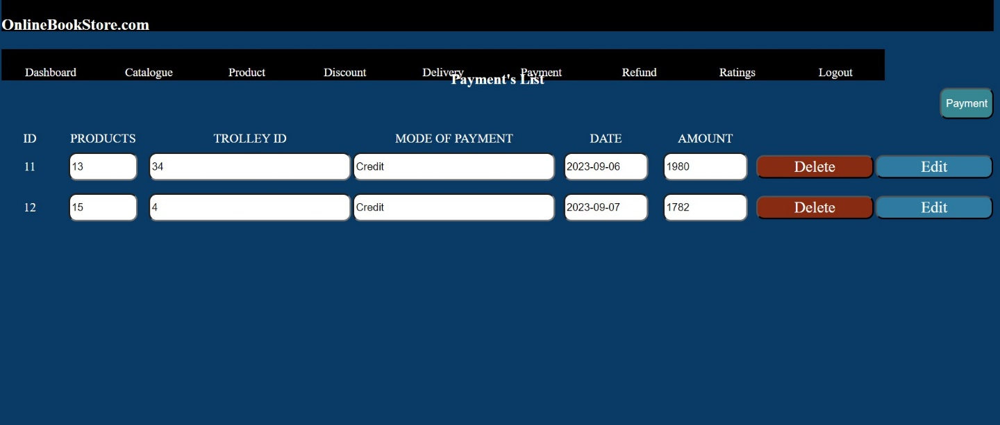 OnlineBookStore.com
Dashboard Catalogue Product Discount Delivery Payment Refund Ratings Logout
Payment's List
Payment
ID PRODUCTS TROLLEY ID MODE OF PAYMENT DATE AMOUNT
11 13 34 Credit 2023-09-06 1980 Delete Edit
12 15 4 Credit 2023-09-07 1782 Delete Edit